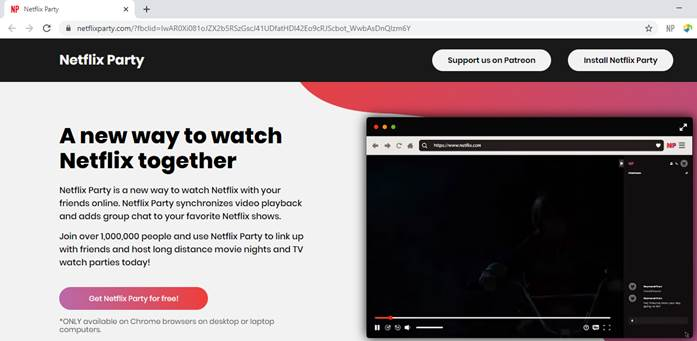 NP Netflix Party
netflixparty.com/?fbclid=IwAR0Xi081oJZX2b5RSzGscJ41UDfatHDl42Eo9cRJScbot_WwbAsDnQlzm6Y
NP
Netflix Party
Support us on Patreon
Install Netflix Party
A new way to watch
Netflix together
Netflix Party is a new way to watch Netflix with your
friends online. Netflix Party synchronizes video playback
and adds group chat to your favorite Netflix shows.
Join over 1,000,000 people and use Netflix Party to link up
with friends and host long distance movie nights and TV
watch parties today!
Get Netflix Party for free!
*ONLY available on Chrome browsers on desktop or laptop
computers.
https://www.netflix.com
NP
NP